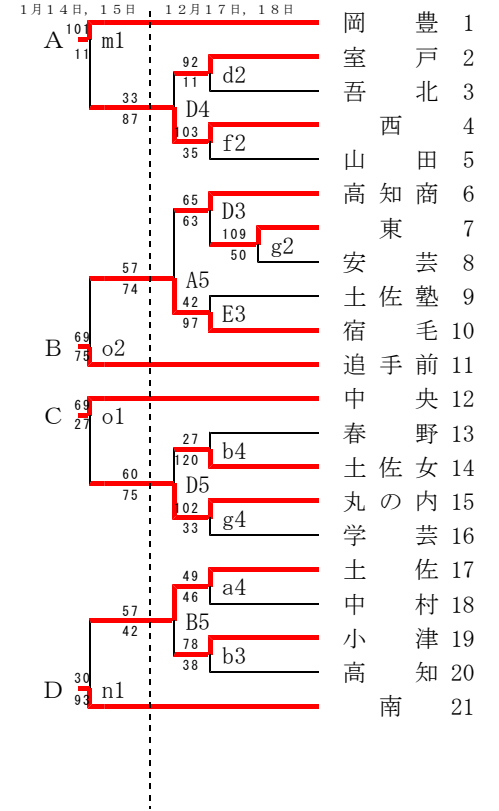 1月14日, 15日 12月17日, 18日
岡 豊 1
101
A m1
11
室 戸 2
92
d2
11
吾 北 3
33
D4
87
西 4
103
f2
35
山 田 5
高 知 商 6
65
D3
63
東 7
109
g2
50
安 芸 8
57
A5
74
土 佐 塾 9
42
E3
97
宿 毛 10
69
B o2
75
追 手 前 11
中 央 12
69
C o1
27
春 野 13
27
b4
120
土 佐 女 14
60
D5
75
丸 の 内 15
102
g4
33
学 芸 16
土 佐 17
49
a4
46
中 村 18
57
B5
42
小 津 19
78
b3
38
高 知 20
30
D n1
93
南 21